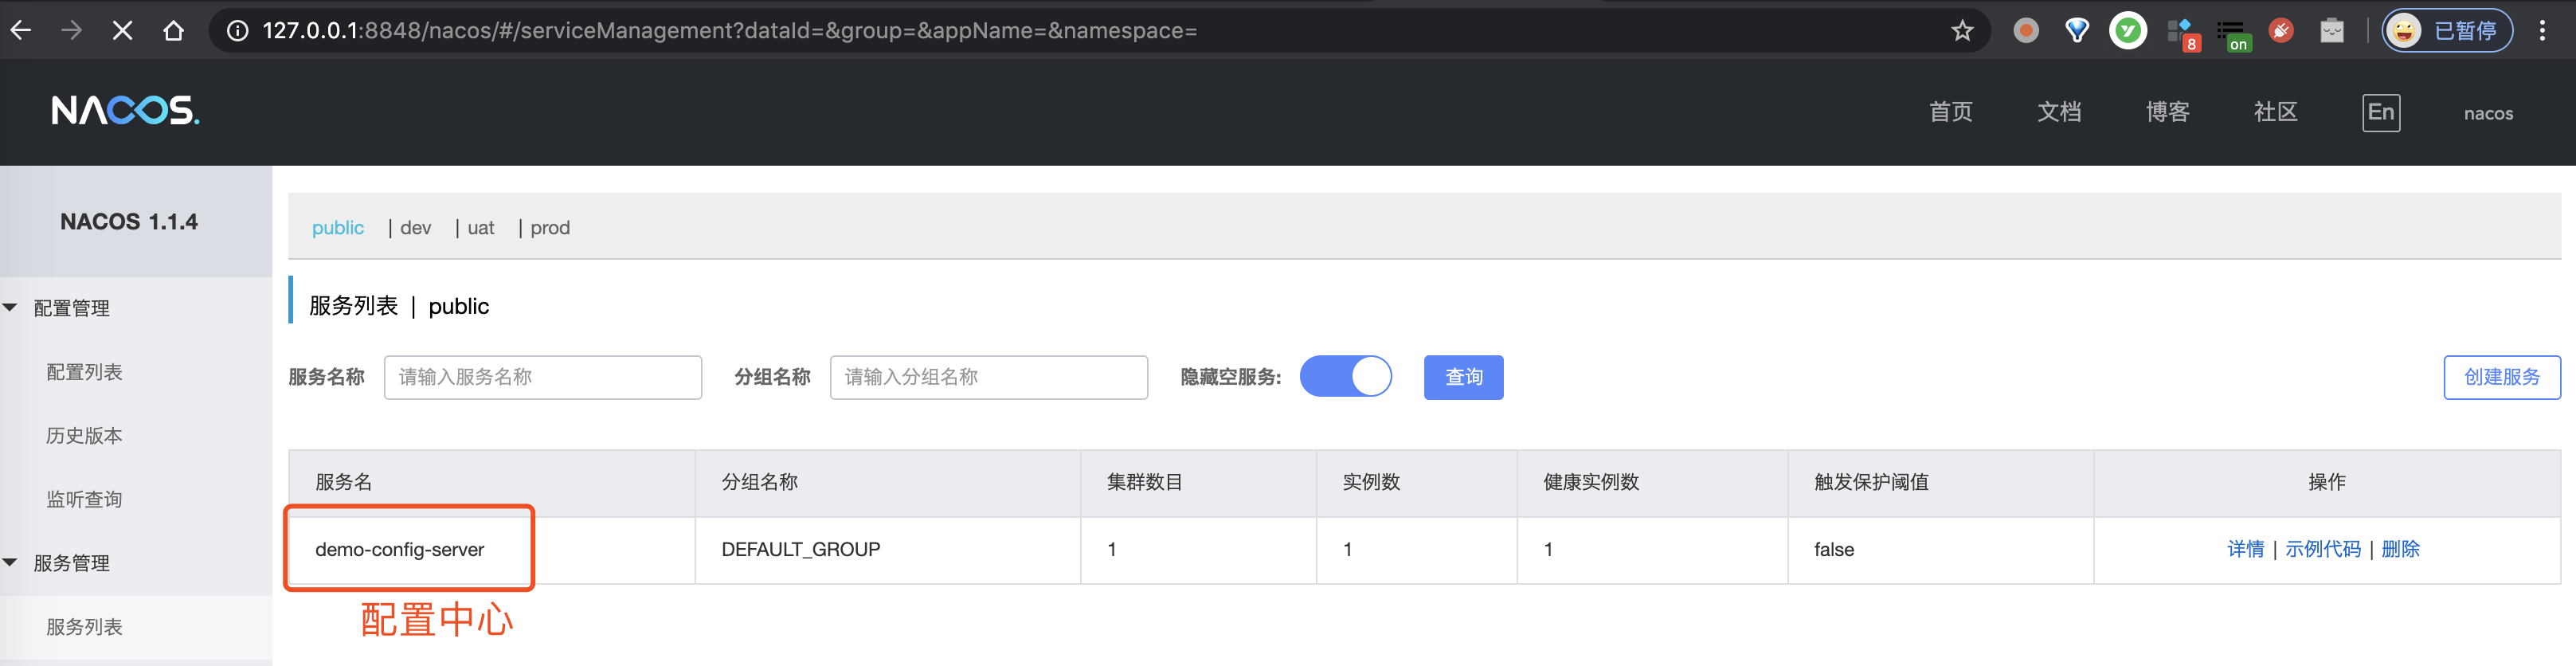 127.0.0.1:8848/nacos/#/serviceManagement?dataId=&group=&appName=&namespace=
8
on
已暂停
NACOS.
首页 文档 博客 社区 En nacos
NACOS 1.1.4
public | dev | uat | prod
配置管理
服务列表 | public
配置列表
服务名称 请输入服务名称 分组名称 请输入分组名称 隐藏空服务: 查询 创建服务
历史版本
服务名 分组名称 集群数目 实例数 健康实例数 触发保护阈值 操作
监听查询
demo-config-server DEFAULT_GROUP 1 1 1 false 详情 | 示例代码 | 删除
服务管理
配置中心
服务列表